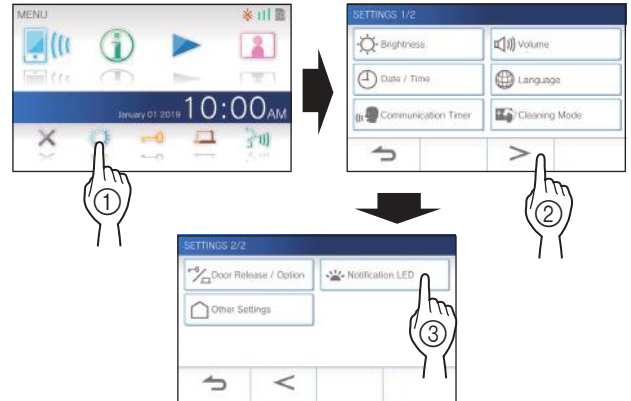 MENU
January 01 2019 10:00AM
1
SETTINGS 1/2
Brightness
Volume
Date / Time
Language
Communication Timer
Cleaning Mode
>
2
SETTINGS 2/2
Door Release / Option
Notification LED
Other Settings
<
3